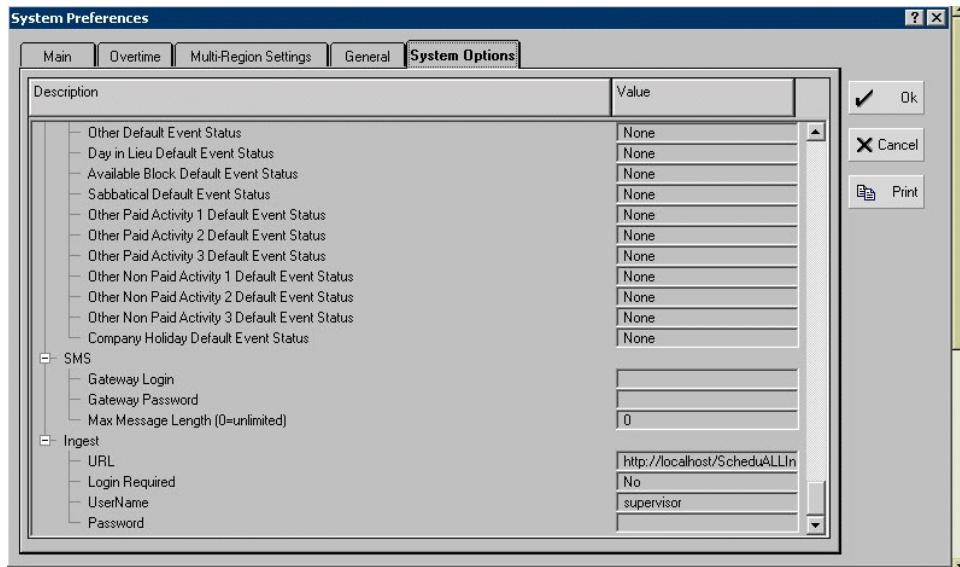 System Preferences
Main Overtime Multi-Region Settings General System Options
Description Value
Other Default Event Status None
Day in Lieu Default Event Status None
Available Block Default Event Status None
Sabbatical Default Event Status None
Other Paid Activity 1 Default Event Status None
Other Paid Activity 2 Default Event Status None
Other Paid Activity 3 Default Event Status None
Other Non Paid Activity 1 Default Event Status None
Other Non Paid Activity 2 Default Event Status None
Other Non Paid Activity 3 Default Event Status None
Company Holiday Default Event Status None
SMS
Gateway Login
Gateway Password
Max Message Length (0=unlimited) 0
Ingest
URL http://localhost/ScheduALLIn
Login Required No
UserName supervisor
Password
Ok
Cancel
Print